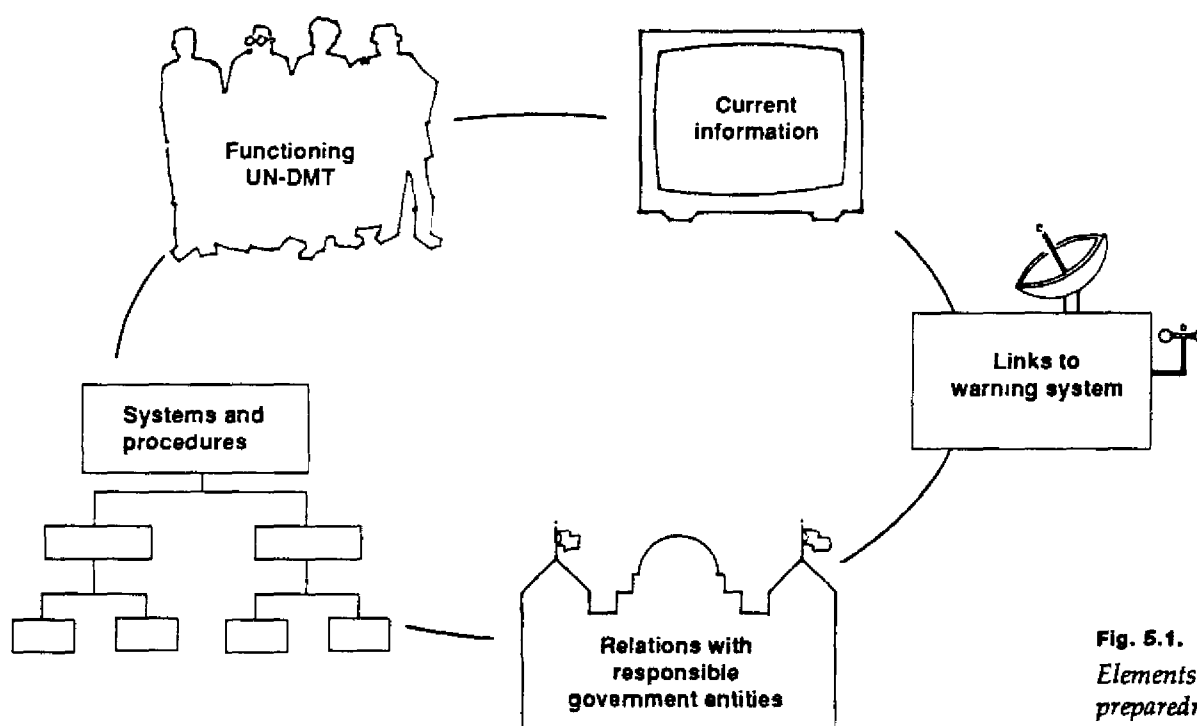 Functioning
UN-DMT
Current
information
Links to
warning system
Systems and
procedures
Relations with
responsible
government entities
Fig. 5.1.
Elements